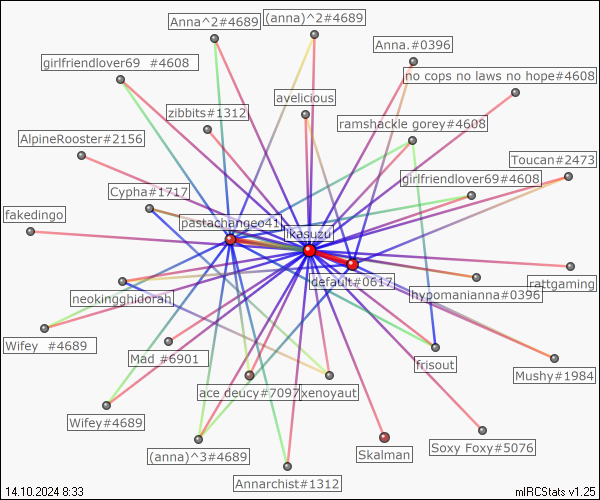 Anna^2#4689
(anna)^2#4689
Anna.#0396
girlfriendlover69 #4608
no cops no laws no hope#4608
avelicious
zibbits#1312
ramshackle gorey#4608
AlpineRooster#2156
Toucan#2473
girlfriendlover69#4608
Cypha#1717
fakedingo
pastachangeo41
likasuzu
default#0617
rattgaming
hypomanianna#0396
neokingghidorah
Wifey #4689
Mad #6901
frisout
Mushy#1984
ace deucy#7097
xenoyaut
Wifey#4689
Soxy Foxy#5076
(anna)^3#4689
Skalman
Annarchist#1312
14.10.2024 8:33
mIRCStats v1.25